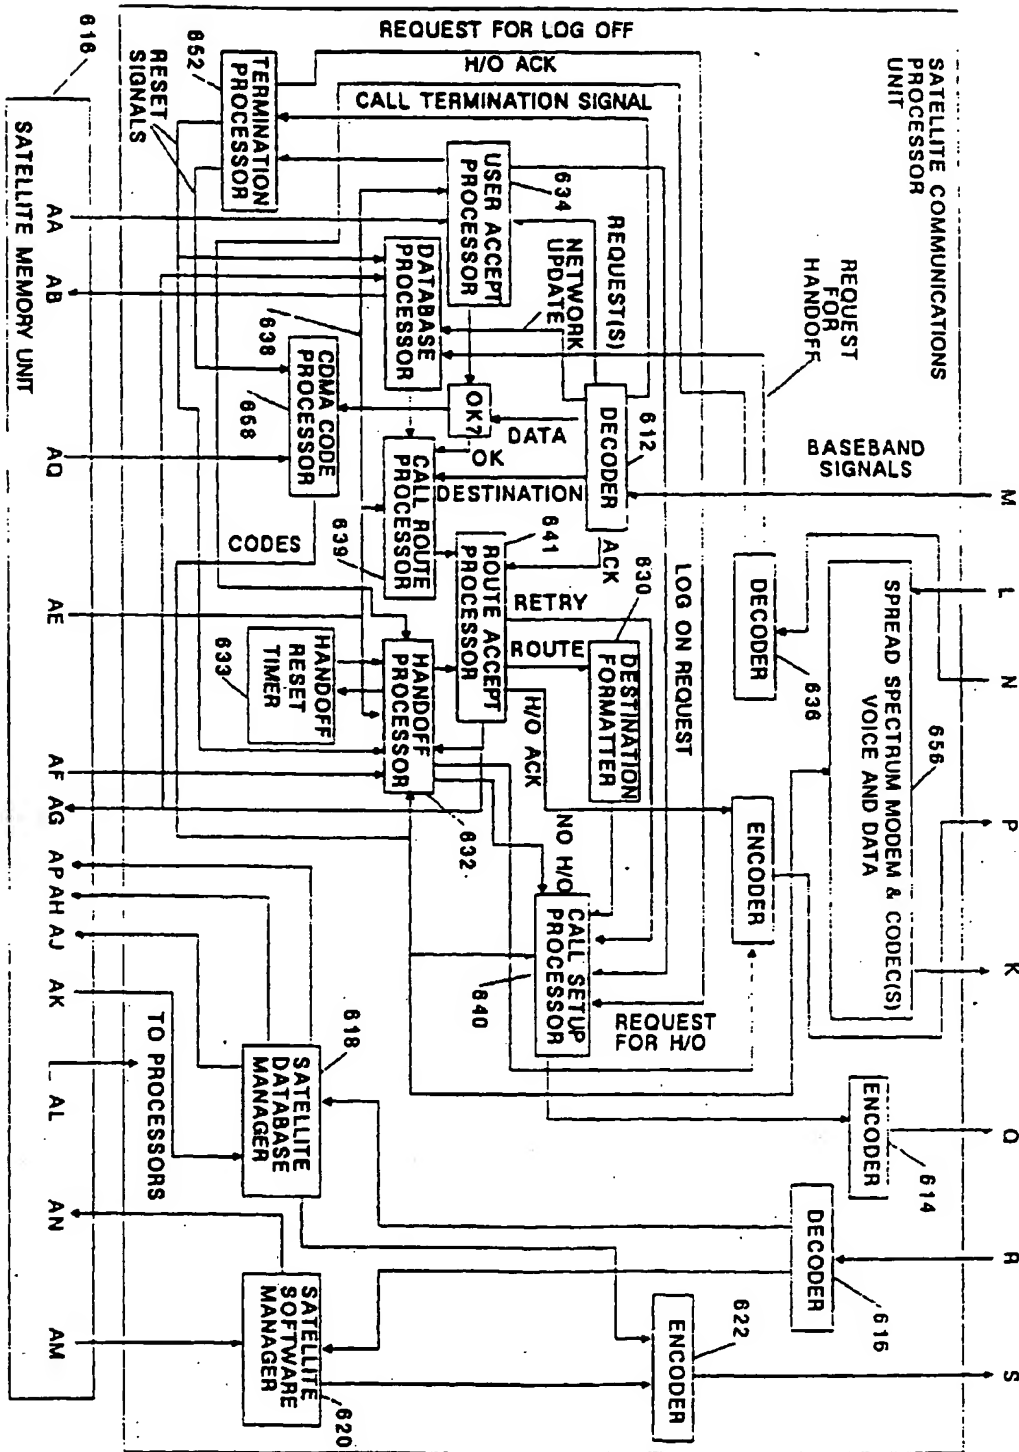 SATELLITE COMMUNICATIONS
PROCESSOR
UNIT
M
L
N
P
K
Q
R
S
BASEBAND
SIGNALS
REQUEST
FOR
HANDOFF
SPREAD SPECTRUM MODEM & CODEC(S)
VOICE AND DATA
656
DECODER
636
ENCODER
ENCODER
614
DECODER
616
ENCODER
622
REQUEST FOR LOG OFF
H/O ACK
CALL TERMINATION SIGNAL
LOG ON REQUEST
REQUEST(S)
NETWORK
UPDATE
DECODER
612
DATA
DESTINATION
ACK
USER ACCEPT
PROCESSOR
634
OK?
OK
TERMINATION
PROCESSOR
652
DATABASE
PROCESSOR
638
CALL ROUTE
PROCESSOR
639
ROUTE ACCEPT
PROCESSOR
641
RETRY
ROUTE
H/O ACK
DESTINATION
FORMATTER
630
NO H/O
CALL SETUP
PROCESSOR
640
REQUEST
FOR H/O
CDMA CODE
PROCESSOR
658
CODES
HANDOFF
RESET
TIMER
633
HANDOFF
PROCESSOR
632
RESET
SIGNALS
SATELLITE
DATABASE
MANAGER
618
SATELLITE
SOFTWARE
MANAGER
620
TO PROCESSORS
616
SATELLITE MEMORY UNIT
AA
AB
AQ
AE
AF
AG
AP
AH
AJ
AK
AL
AN
AM